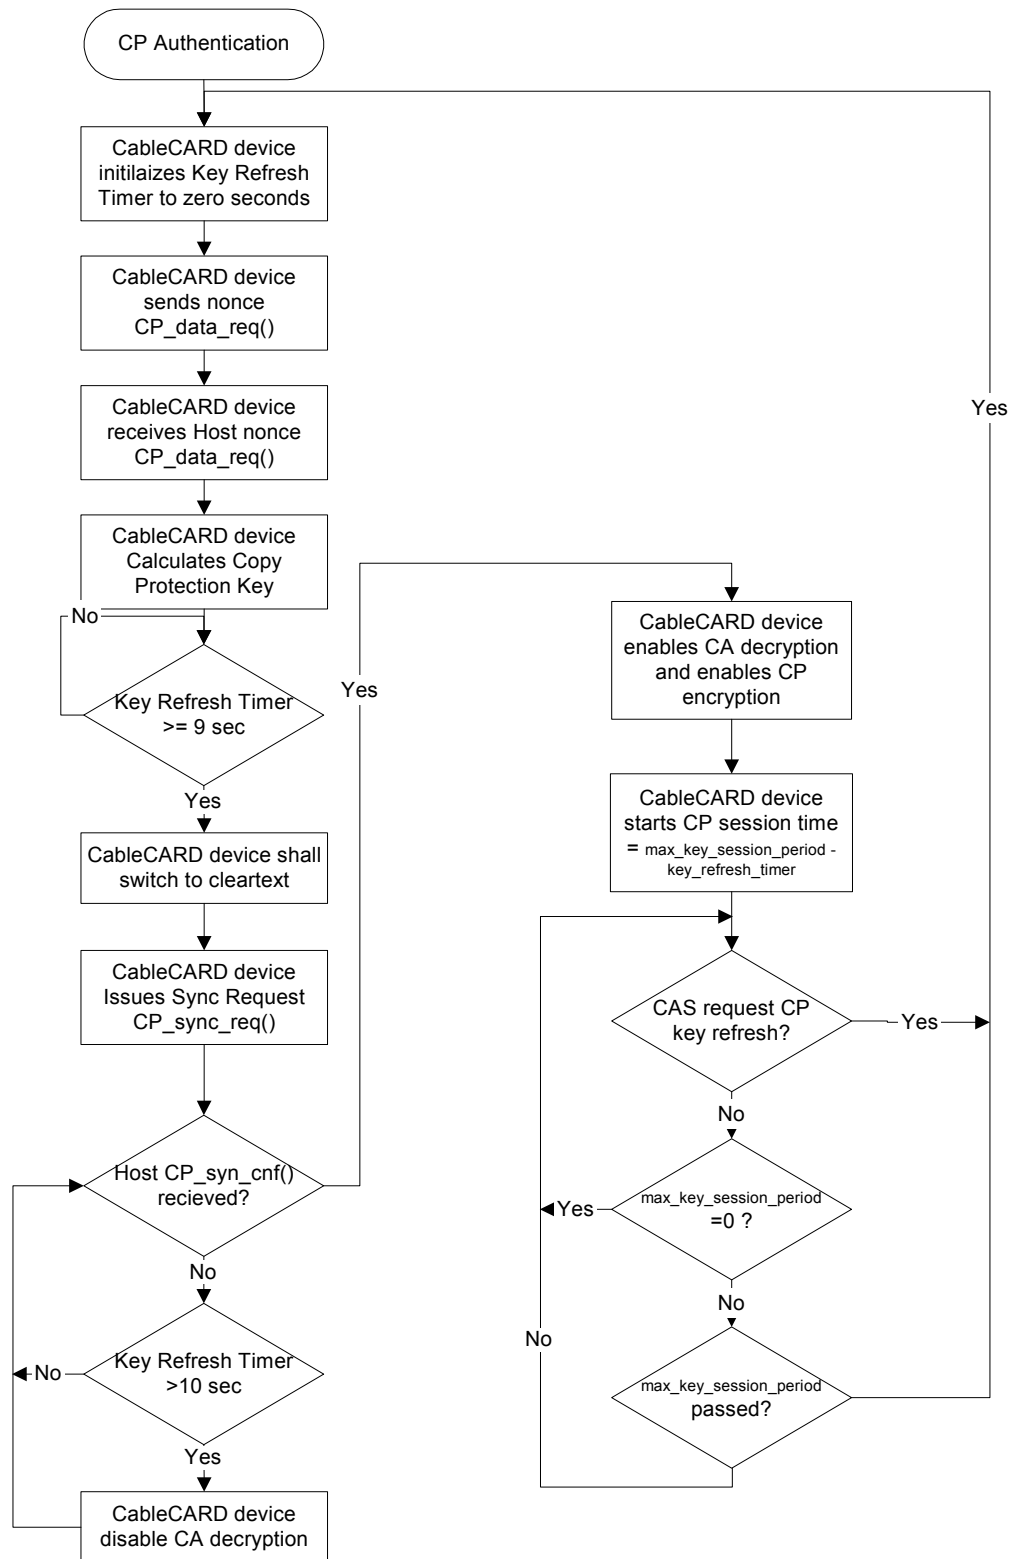 CP Authentication
CableCARD device
initilaizes Key Refresh
Timer to zero seconds
CableCARD device
sends nonce
CP_data_req()
CableCARD device
receives Host nonce
CP_data_req()
CableCARD device
Calculates Copy
Protection Key
No
Key Refresh Timer
>= 9 sec
Yes
CableCARD device shall
switch to cleartext
CableCARD device
Issues Sync Request
CP_sync_req()
Host CP_syn_cnf()
recieved?
No
Key Refresh Timer
>10 sec
No
Yes
CableCARD device
disable CA decryption
Yes
CableCARD device
enables CA decryption
and enables CP
encryption
CableCARD device
starts CP session time
= max_key_session_period -
key_refresh_timer
CAS request CP
key refresh?
Yes
No
max_key_session_period
=0 ?
Yes
No
max_key_session_period
passed?
No
Yes